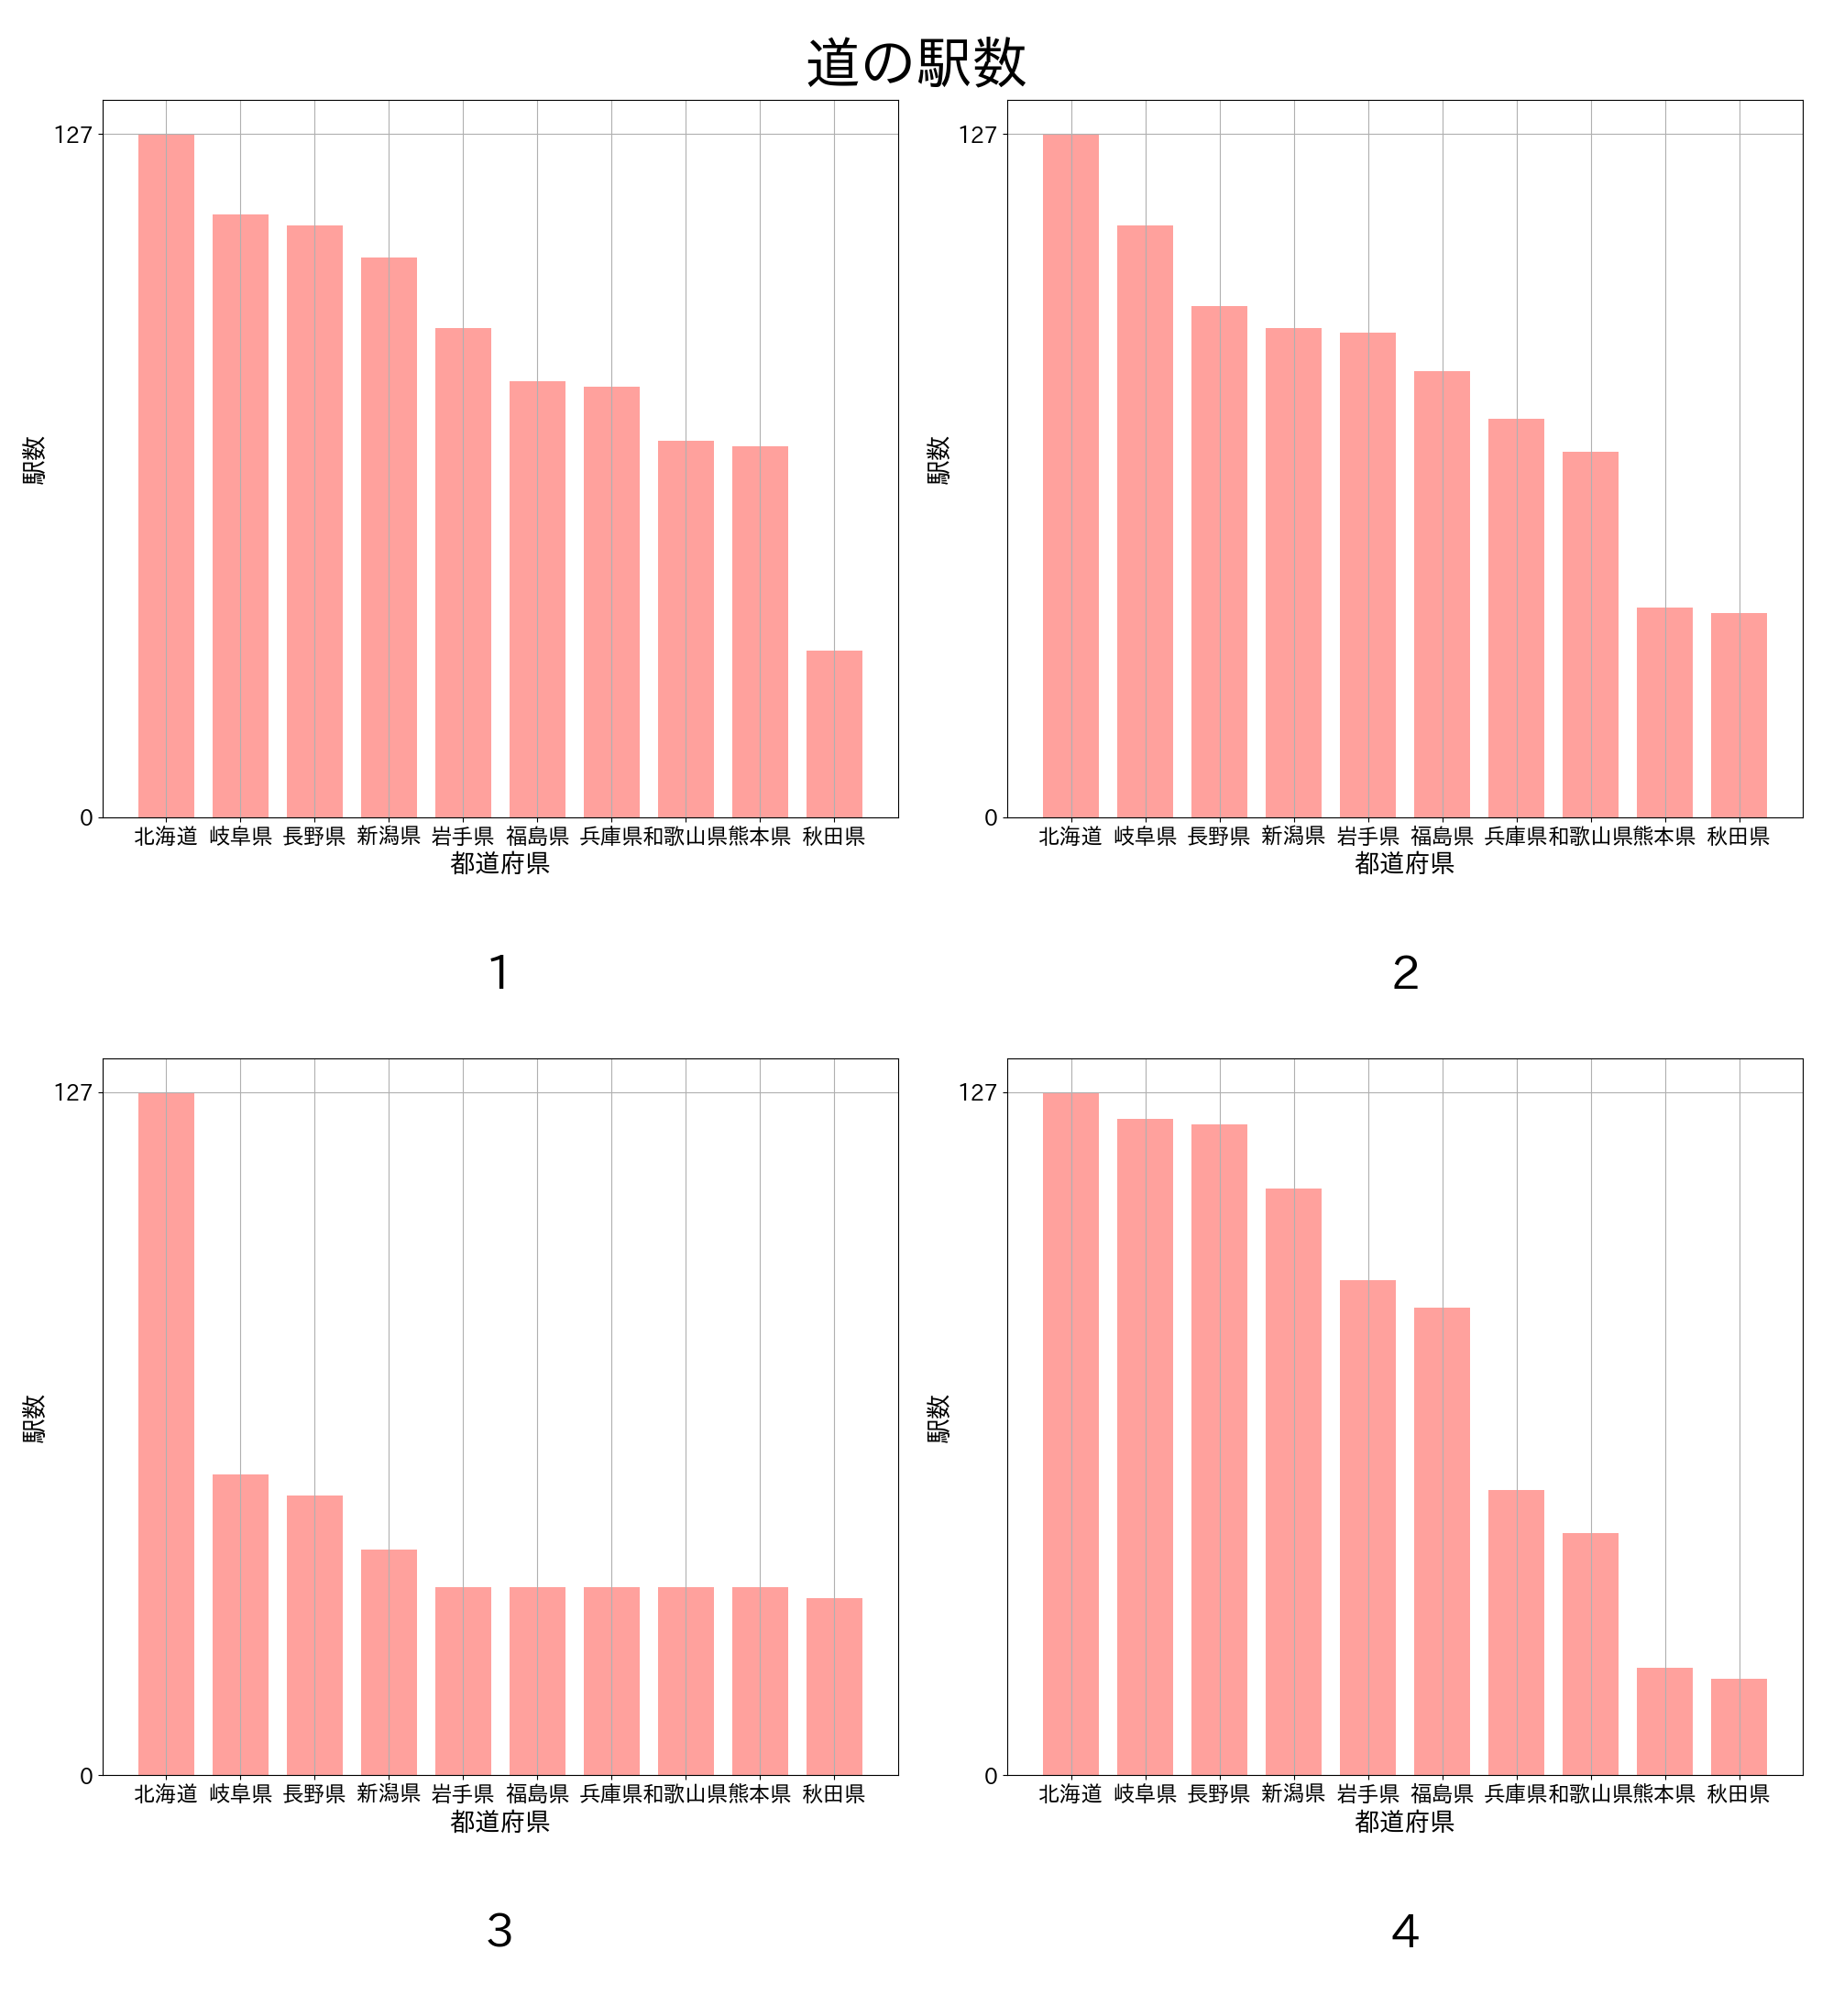 道の駅数
127
0
駅数
北海道 岐阜県 長野県 新潟県 岩手県 福島県 兵庫県 和歌山県 熊本県 秋田県
都道府県
1
127
0
駅数
北海道 岐阜県 長野県 新潟県 岩手県 福島県 兵庫県 和歌山県 熊本県 秋田県
都道府県
2
127
0
駅数
北海道 岐阜県 長野県 新潟県 岩手県 福島県 兵庫県 和歌山県 熊本県 秋田県
都道府県
3
127
0
駅数
北海道 岐阜県 長野県 新潟県 岩手県 福島県 兵庫県 和歌山県 熊本県 秋田県
都道府県
4